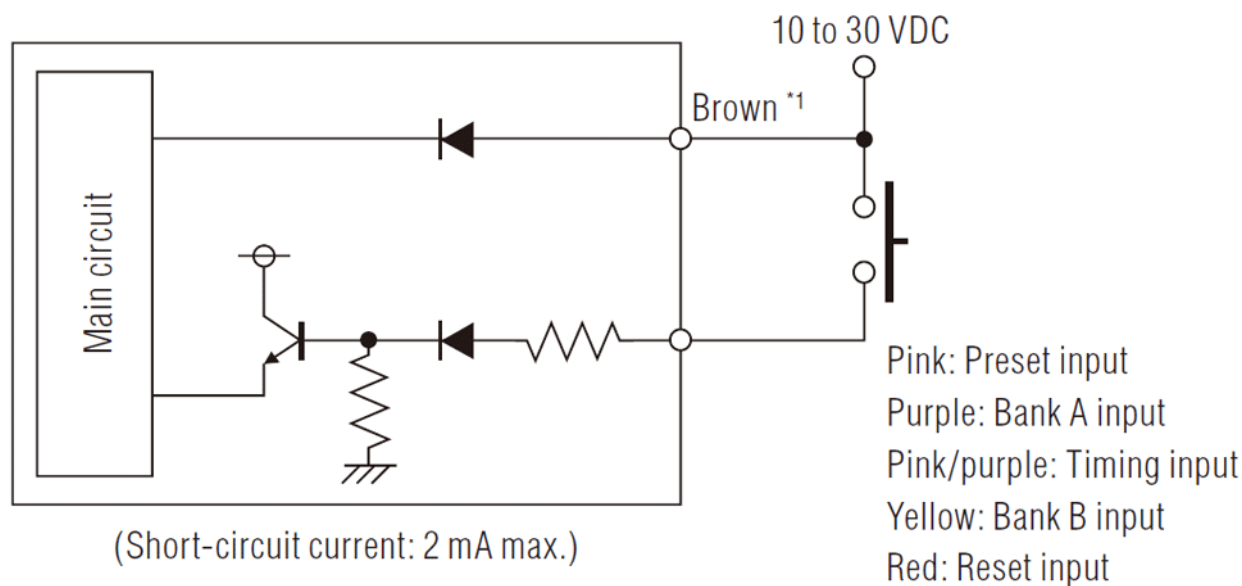 10 to 30 VDC
Brown *1
Main circuit
Pink: Preset input
Purple: Bank A input
Pink/purple: Timing input
Yellow: Bank B input
Red: Reset input
(Short-circuit current: 2 mA max.)